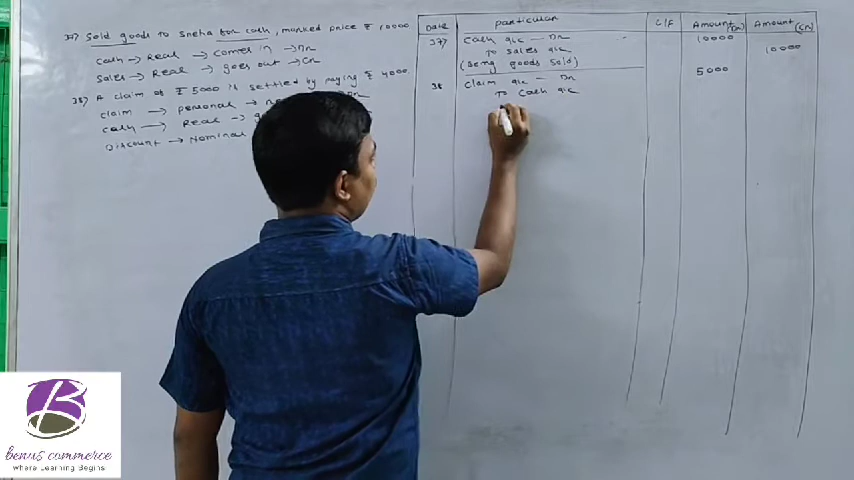 37) Sold goods to Sneha for cash, marked price ₹ 10000.
cash → Real → comes in → Dr
Sales → Real → goes out → Cr
38) A claim of ₹ 5000 is settled by paying ₹ 4000.
claim → personal →
cash → Real →
Discount → Nominal
Date particular C/F Amount (Dr) Amount (Cr)
37) Cash a/c — Dr 10000
To Sales a/c 10000
(Being goods sold)
38 claim a/c — Dr 5000
To Cash a/c
B
benus commerce
Where Learning Begins